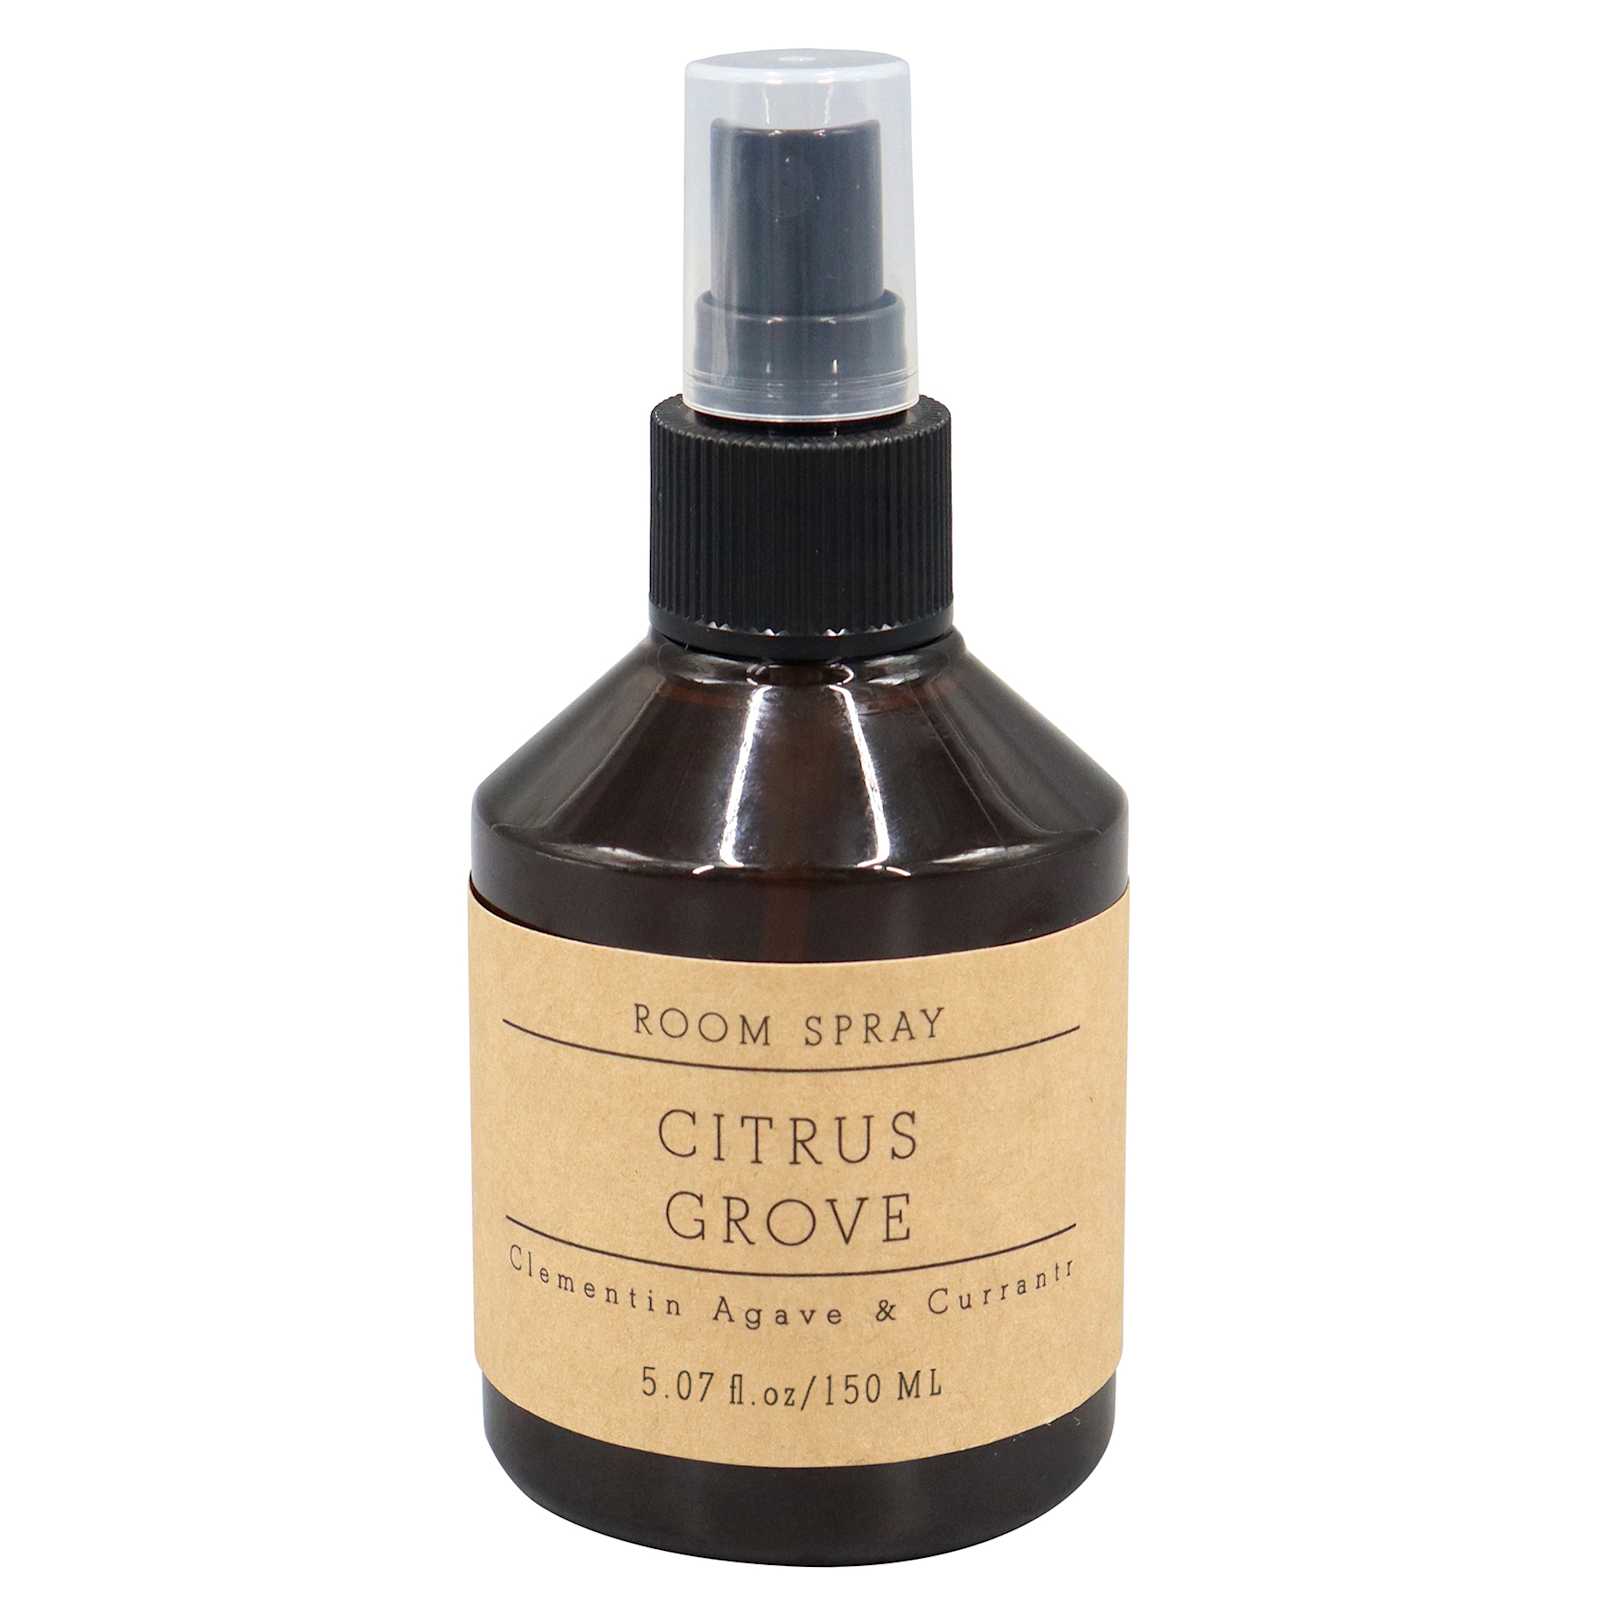 ROOM SPRAY
CITRUS
GROVE
Clementin Agave & Currantr
5.07 fl.oz/150 ML